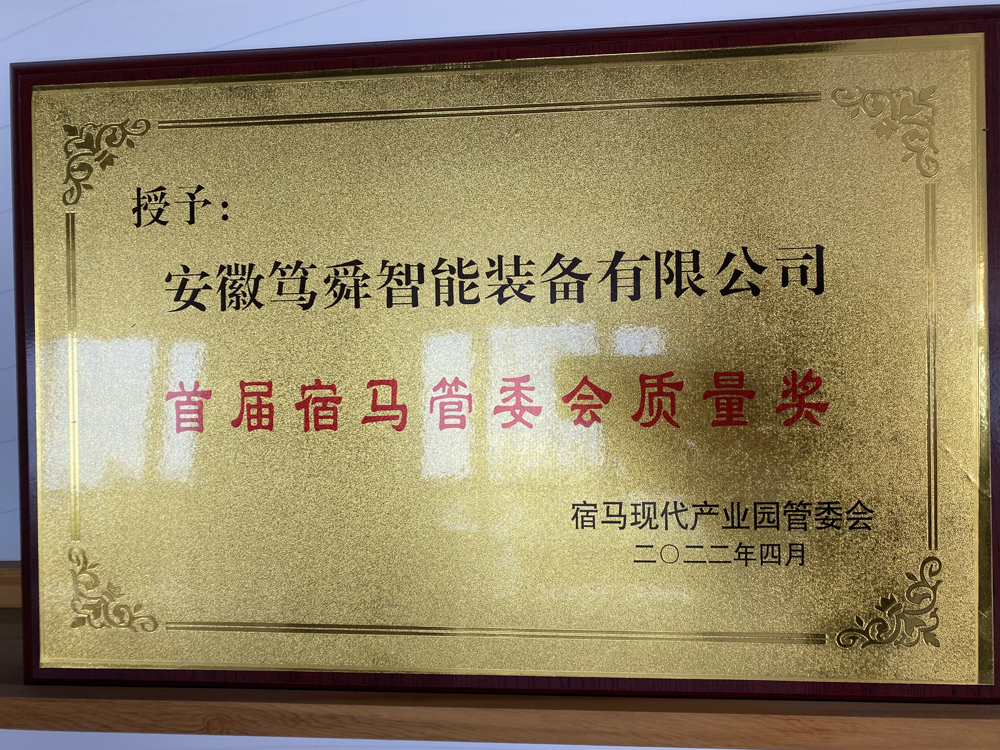 授予：
安徽笃舜智能装备有限公司
首届宿马管委会质量奖
宿马现代产业园管委会
二〇二二年四月